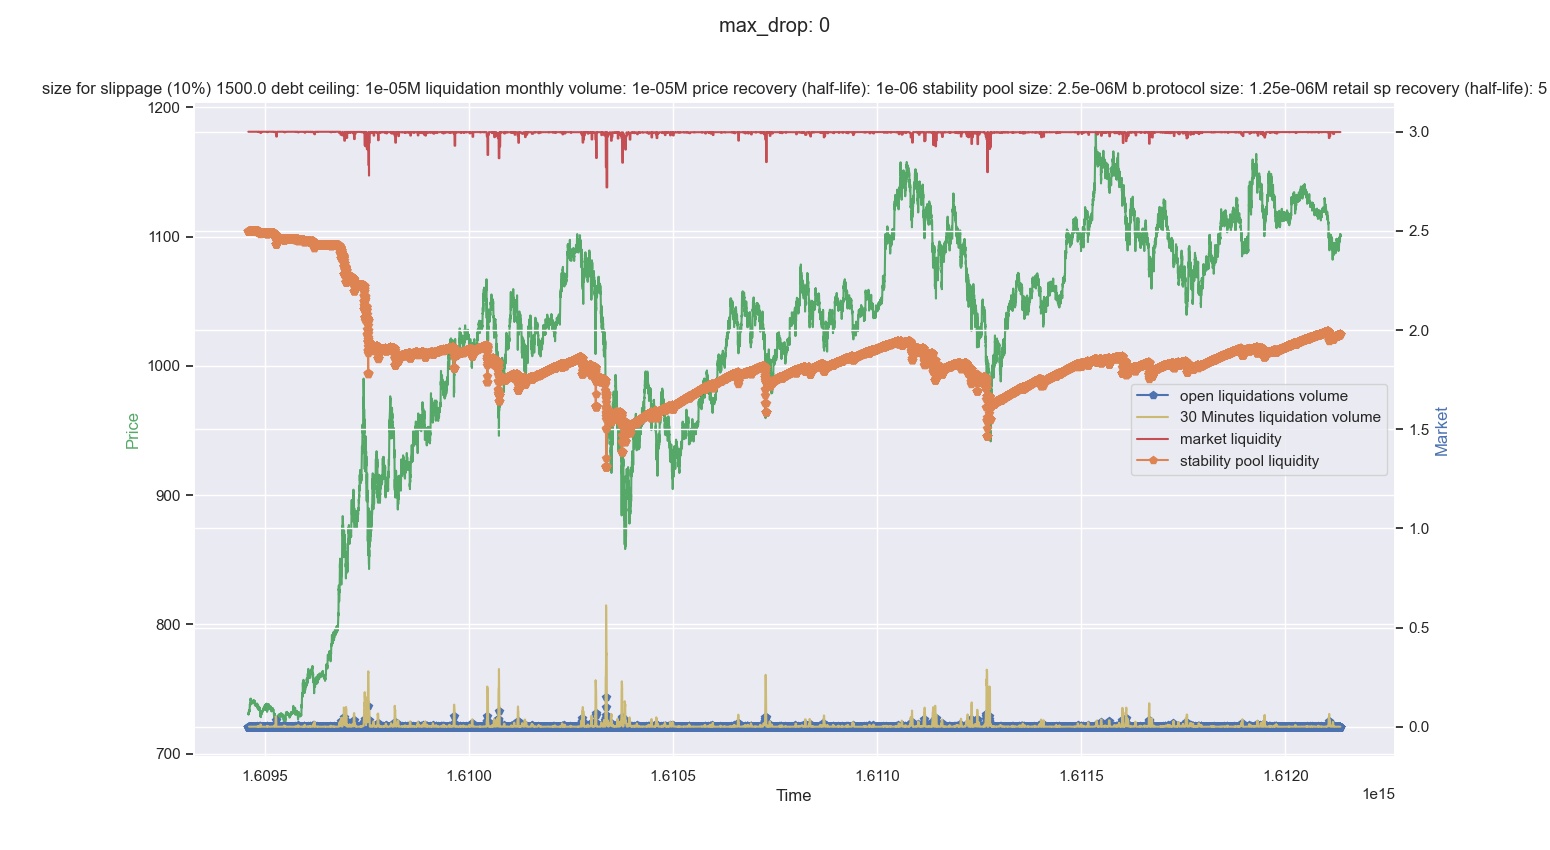 max_drop: 0
size for slippage (10%) 1500.0 debt ceiling: 1e-05M liquidation monthly volume: 1e-05M price recovery (half-life): 1e-06 stability pool size: 2.5e-06M b.protocol size: 1.25e-06M retail sp recovery (half-life): 5
1200
1100
1000
900
800
700
Price
3.0
2.5
2.0
1.5
1.0
0.5
0.0
Market
open liquidations volume
30 Minutes liquidation volume
market liquidity
stability pool liquidity
1.6095 1.6100 1.6105 1.6110 1.6115 1.6120
Time
1e15